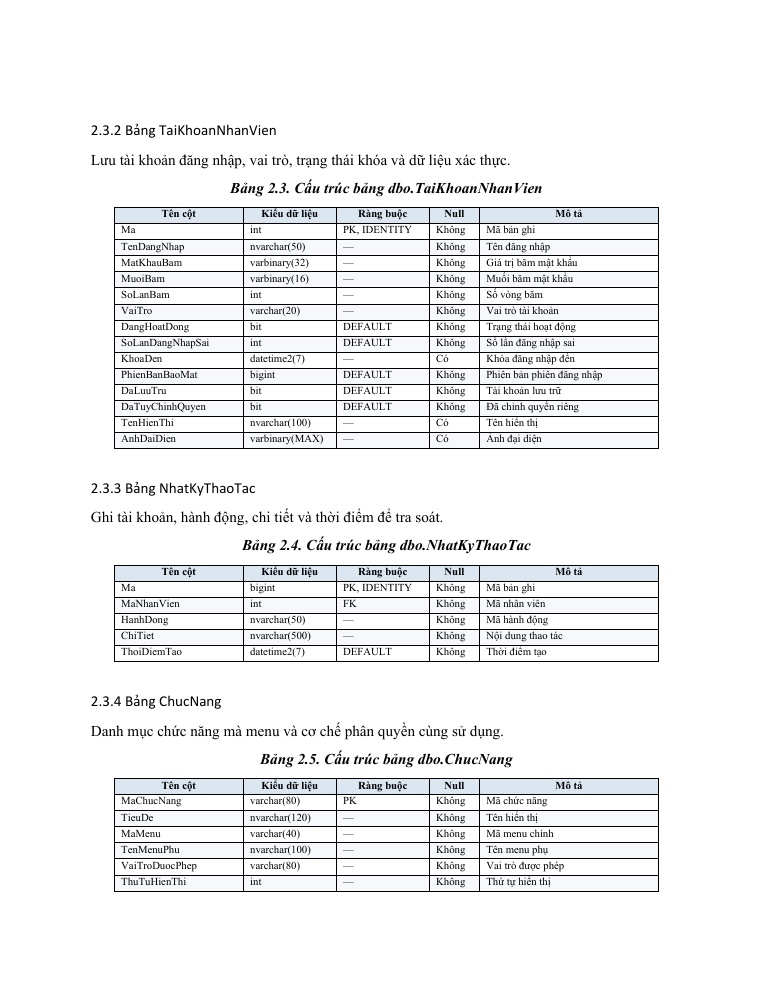 2.3.2 Bảng TaiKhoanNhanVien
Lưu tài khoản đăng nhập, vai trò, trạng thái khóa và dữ liệu xác thực.
Bảng 2.3. Cấu trúc bảng dbo.TaiKhoanNhanVien
Tên cột Kiểu dữ liệu Ràng buộc Null Mô tả
Ma int PK, IDENTITY Không Mã bản ghi
TenDangNhap nvarchar(50) — Không Tên đăng nhập
MatKhauBam varbinary(32) — Không Giá trị băm mật khẩu
MuoiBam varbinary(16) — Không Muối băm mật khẩu
SoLanBam int — Không Số vòng băm
VaiTro varchar(20) — Không Vai trò tài khoản
DangHoatDong bit DEFAULT Không Trạng thái hoạt động
SoLanDangNhapSai int DEFAULT Không Số lần đăng nhập sai
KhoaDen datetime2(7) — Có Khóa đăng nhập đến
PhienBanBaoMat bigint DEFAULT Không Phiên bản phiên đăng nhập
DaLuuTru bit DEFAULT Không Tài khoản lưu trữ
DaTuyChinhQuyen bit DEFAULT Không Đã chỉnh quyền riêng
TenHienThi nvarchar(100) — Có Tên hiển thị
AnhDaiDien varbinary(MAX) — Có Ảnh đại diện
2.3.3 Bảng NhatKyThaoTac
Ghi tài khoản, hành động, chi tiết và thời điểm để tra soát.
Bảng 2.4. Cấu trúc bảng dbo.NhatKyThaoTac
Tên cột Kiểu dữ liệu Ràng buộc Null Mô tả
Ma bigint PK, IDENTITY Không Mã bản ghi
MaNhanVien int FK Không Mã nhân viên
HanhDong nvarchar(50) — Không Mã hành động
ChiTiet nvarchar(500) — Không Nội dung thao tác
ThoiDiemTao datetime2(7) DEFAULT Không Thời điểm tạo
2.3.4 Bảng ChucNang
Danh mục chức năng mà menu và cơ chế phân quyền cùng sử dụng.
Bảng 2.5. Cấu trúc bảng dbo.ChucNang
Tên cột Kiểu dữ liệu Ràng buộc Null Mô tả
MaChucNang varchar(80) PK Không Mã chức năng
TieuDe nvarchar(120) — Không Tên hiển thị
MaMenu varchar(40) — Không Mã menu chính
TenMenuPhu nvarchar(100) — Không Tên menu phụ
VaiTroDuocPhep varchar(80) — Không Vai trò được phép
ThuTuHienThi int — Không Thứ tự hiển thị